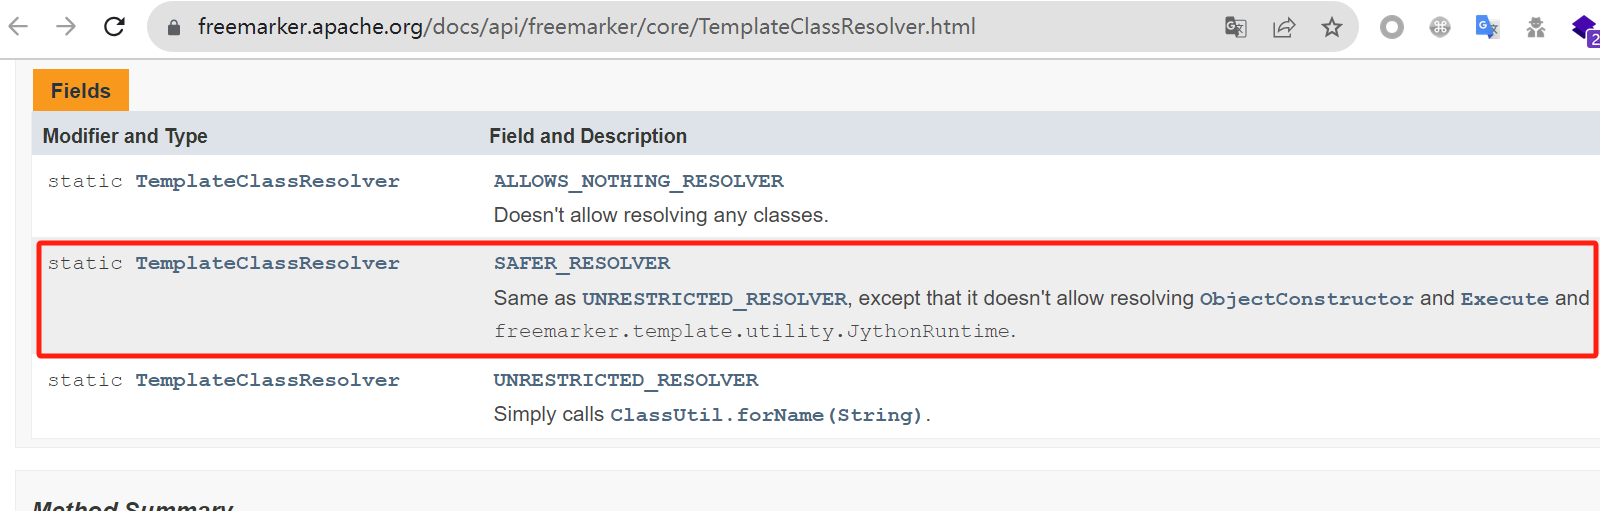 freemarker.apache.org/docs/api/freemarker/core/TemplateClassResolver.html
2
Fields
Modifier and Type Field and Description
static TemplateClassResolver ALLOWS_NOTHING_RESOLVER
Doesn't allow resolving any classes.
static TemplateClassResolver SAFER_RESOLVER
Same as UNRESTRICTED_RESOLVER, except that it doesn't allow resolving ObjectConstructor and Execute and
freemarker.template.utility.JythonRuntime.
static TemplateClassResolver UNRESTRICTED_RESOLVER
Simply calls ClassUtil.forName(String).
Method Summary